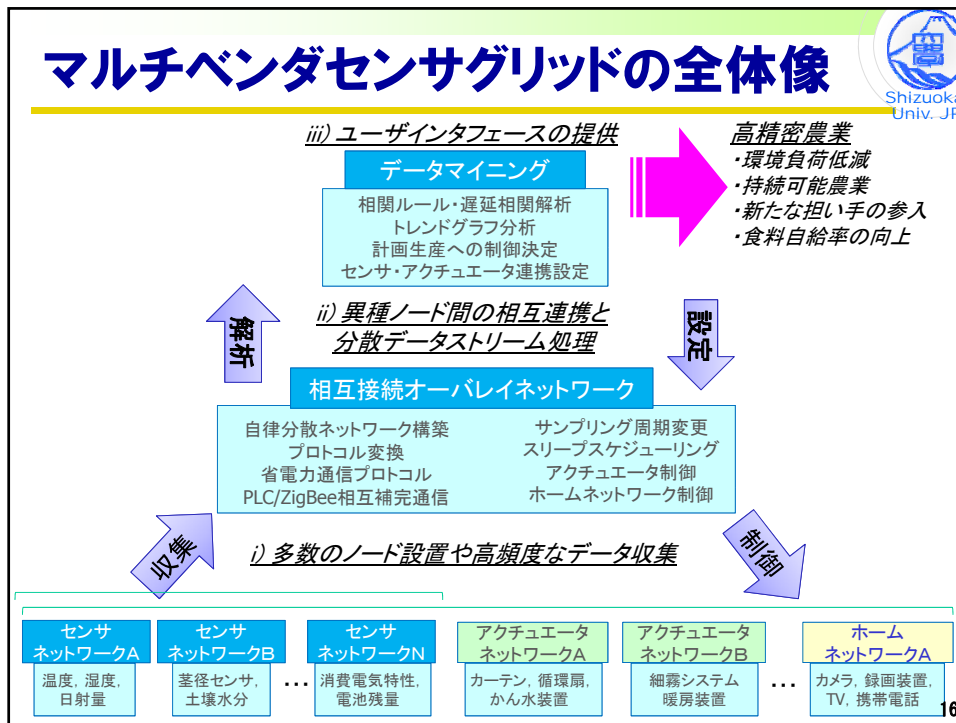 マルチベンダセンサグリッドの全体像
Shizuoka
Univ. JP
iii) ユーザインタフェースの提供
データマイニング
相関ルール・遅延相関解析
トレンドグラフ分析
計画生産への制御決定
センサ・アクチュエータ連携設定
高精密農業
・環境負荷低減
・持続可能農業
・新たな担い手の参入
・食料自給率の向上
解析
ii) 異種ノード間の相互連携と
分散データストリーム処理
設定
相互接続オーバレイネットワーク
自律分散ネットワーク構築
プロトコル変換
省電力通信プロトコル
PLC/ZigBee相互補完通信
サンプリング周期変更
スリープスケジューリング
アクチュエータ制御
ホームネットワーク制御
収集
i) 多数のノード設置や高頻度なデータ収集
制御
センサ
ネットワークA
温度, 湿度,
日射量
センサ
ネットワークB
茎径センサ,
土壌水分
…
センサ
ネットワークN
消費電気特性,
電池残量
アクチュエータ
ネットワークA
カーテン, 循環扇,
かん水装置
アクチュエータ
ネットワークB
細霧システム
暖房装置
…
ホーム
ネットワークA
カメラ, 録画装置,
TV, 携帯電話
16